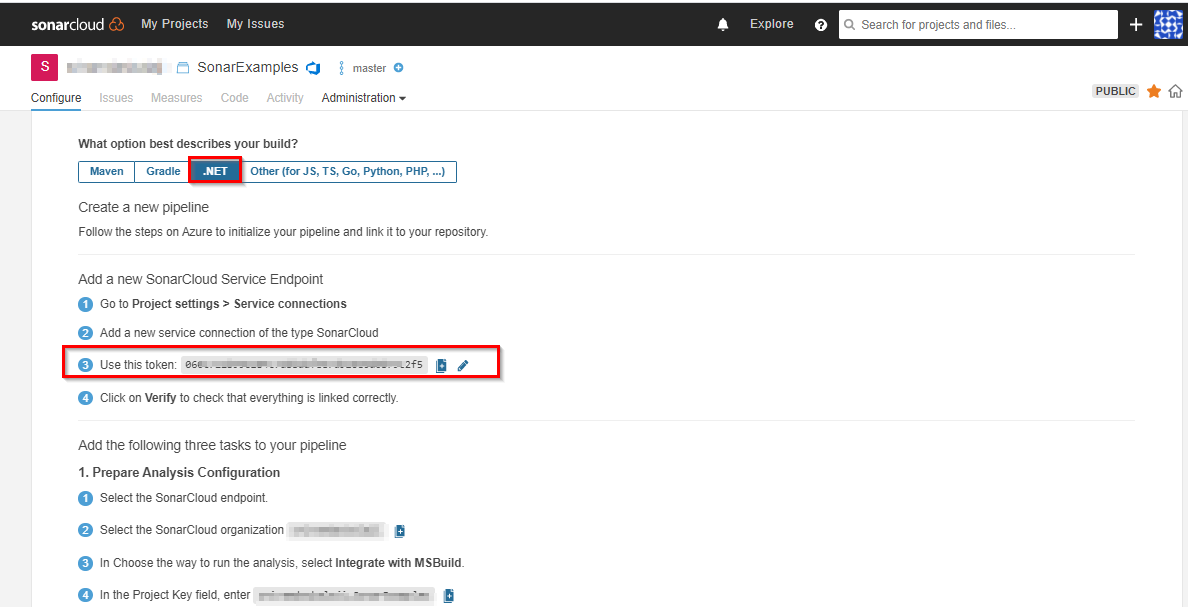 sonarcloud My Projects My Issues Explore ? Search for projects and files...
S SonarExamples master
Configure Issues Measures Code Activity Administration PUBLIC
What option best describes your build?
Maven Gradle .NET Other (for JS, TS, Go, Python, PHP, ...)
Create a new pipeline
Follow the steps on Azure to initialize your pipeline and link it to your repository.
Add a new SonarCloud Service Endpoint
1 Go to Project settings > Service connections
2 Add a new service connection of the type SonarCloud
3 Use this token:
4 Click on Verify to check that everything is linked correctly.
Add the following three tasks to your pipeline
1. Prepare Analysis Configuration
1 Select the SonarCloud endpoint.
2 Select the SonarCloud organization
3 In Choose the way to run the analysis, select Integrate with MSBuild.
4 In the Project Key field, enter